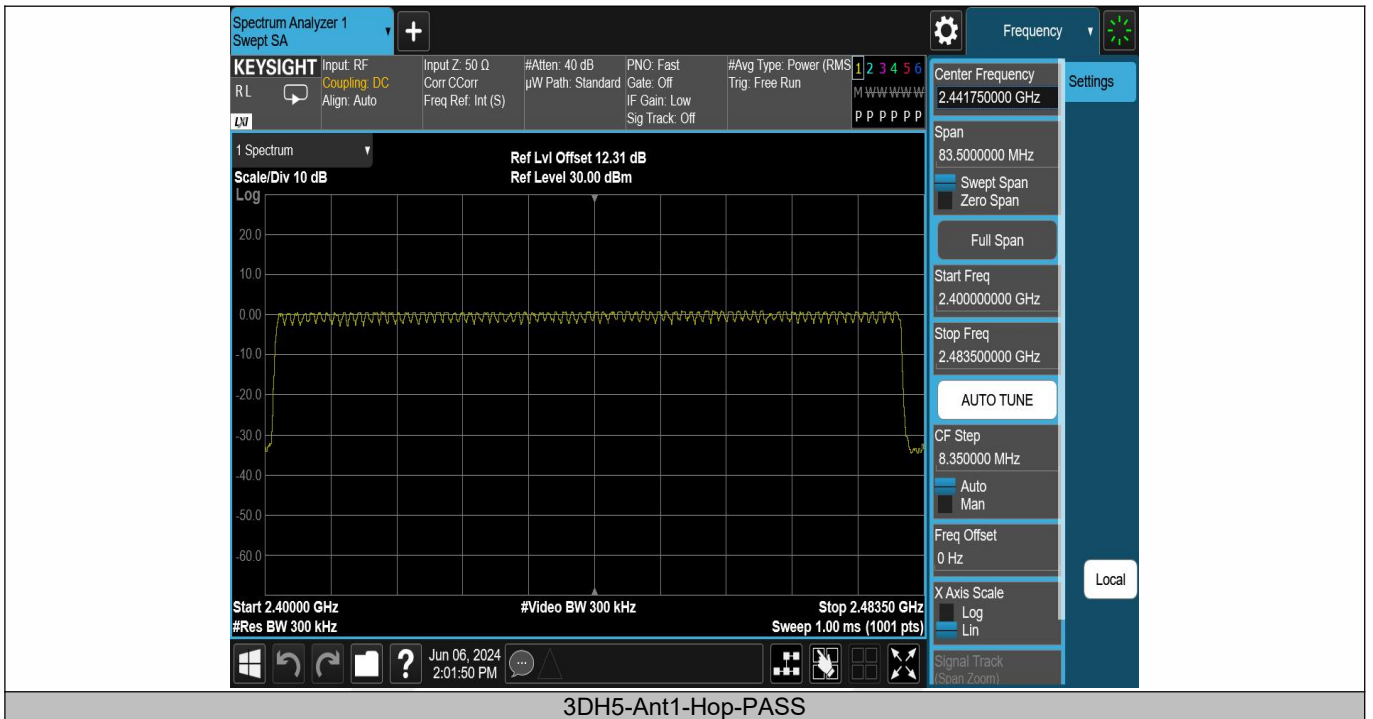 Spectrum Analyzer 1
Swept SA
Frequency
KEYSIGHT
RL
LXI
Input: RF
Coupling: DC
Align: Auto
Input Z: 50 Ω
Corr CCorr
Freq Ref: Int (S)
#Atten: 40 dB
µW Path: Standard
PNO: Fast
Gate: Off
IF Gain: Low
Sig Track: Off
#Avg Type: Power (RMS
Trig: Free Run
1 2 3 4 5 6
M W W W W W
P P P P P P
1 Spectrum
Scale/Div 10 dB
Ref Lvl Offset 12.31 dB
Ref Level 30.00 dBm
Log
20.0
10.0
0.00
-10.0
-20.0
-30.0
-40.0
-50.0
-60.0
Start 2.40000 GHz
#Res BW 300 kHz
#Video BW 300 kHz
Stop 2.48350 GHz
Sweep 1.00 ms (1001 pts)
Jun 06, 2024
2:01:50 PM
Center Frequency
2.441750000 GHz
Settings
Span
83.5000000 MHz
Swept Span
Zero Span
Full Span
Start Freq
2.400000000 GHz
Stop Freq
2.483500000 GHz
AUTO TUNE
CF Step
8.350000 MHz
Auto
Man
Freq Offset
0 Hz
X Axis Scale
Log
Lin
Local
Signal Track
(Span Zoom)
3DH5-Ant1-Hop-PASS